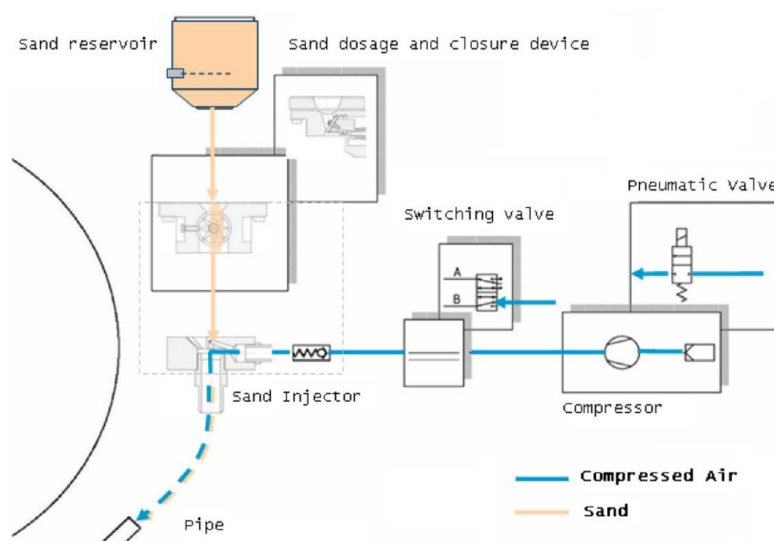 Sand reservoir
Sand dosage and closure device
Pneumatic Valve
Switching valve
A
B
Sand Injector
Compressor
Compressed Air
Sand
Pipe